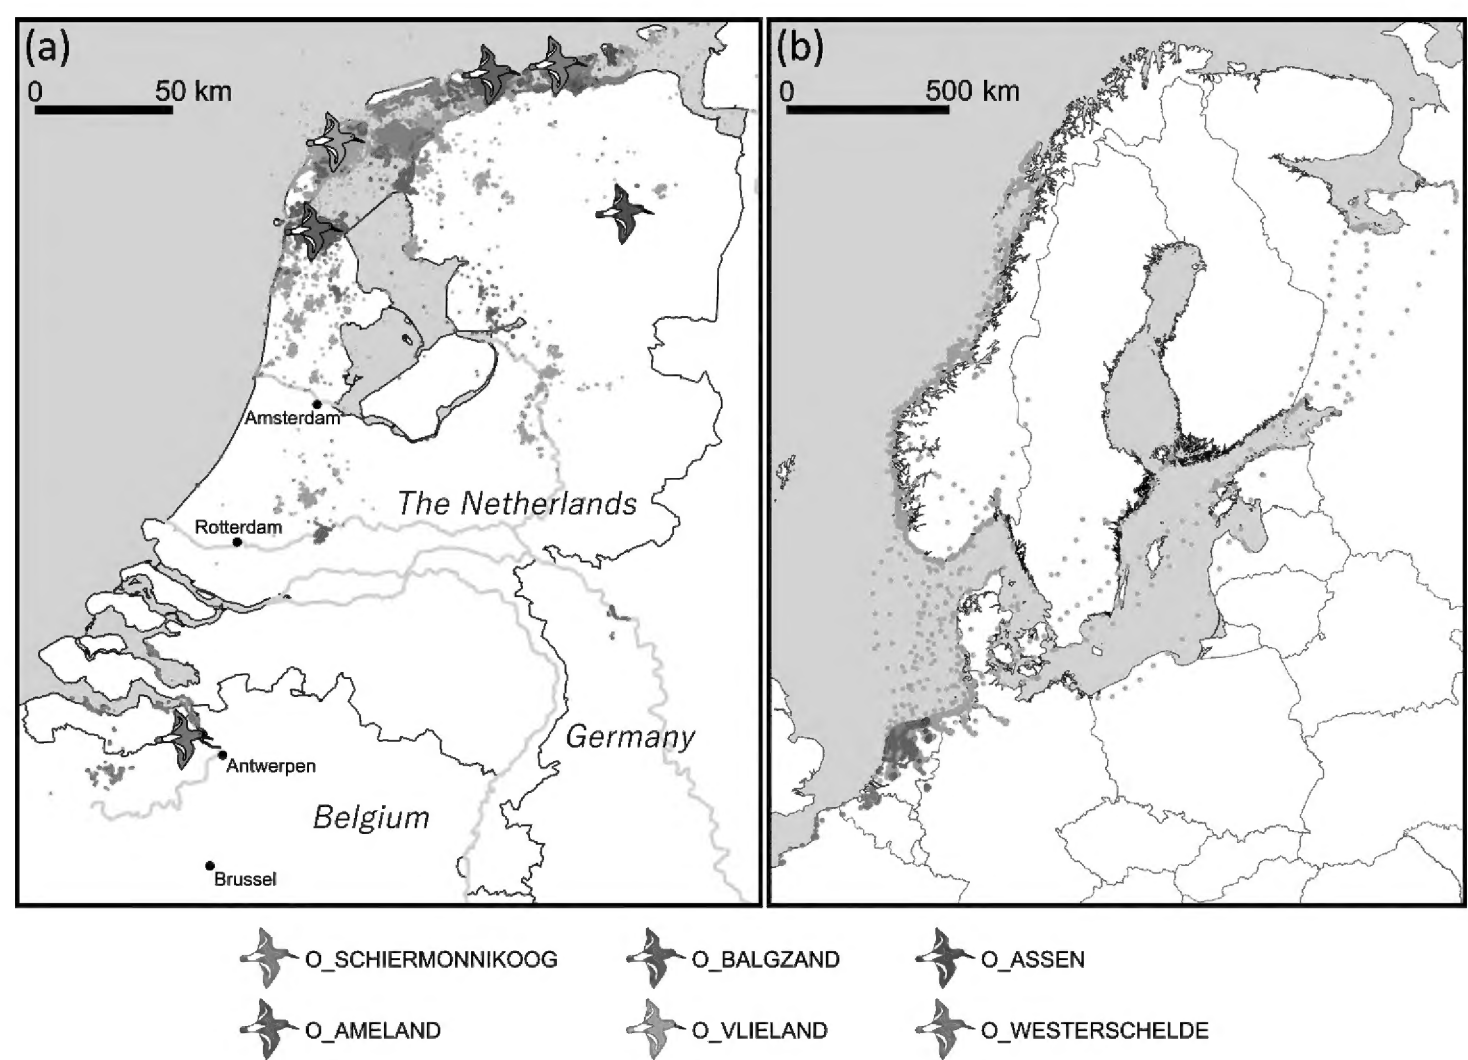 (a)
0 50 km
Amsterdam
The Netherlands
Rotterdam
Germany
Antwerpen
Belgium
Brussel
(b)
0 500 km
O_SCHIERMONNIKOOG
O_BALGZAND
O_ASSEN
O_AMELAND
O_VLIELAND
O_WESTERSCHELDE